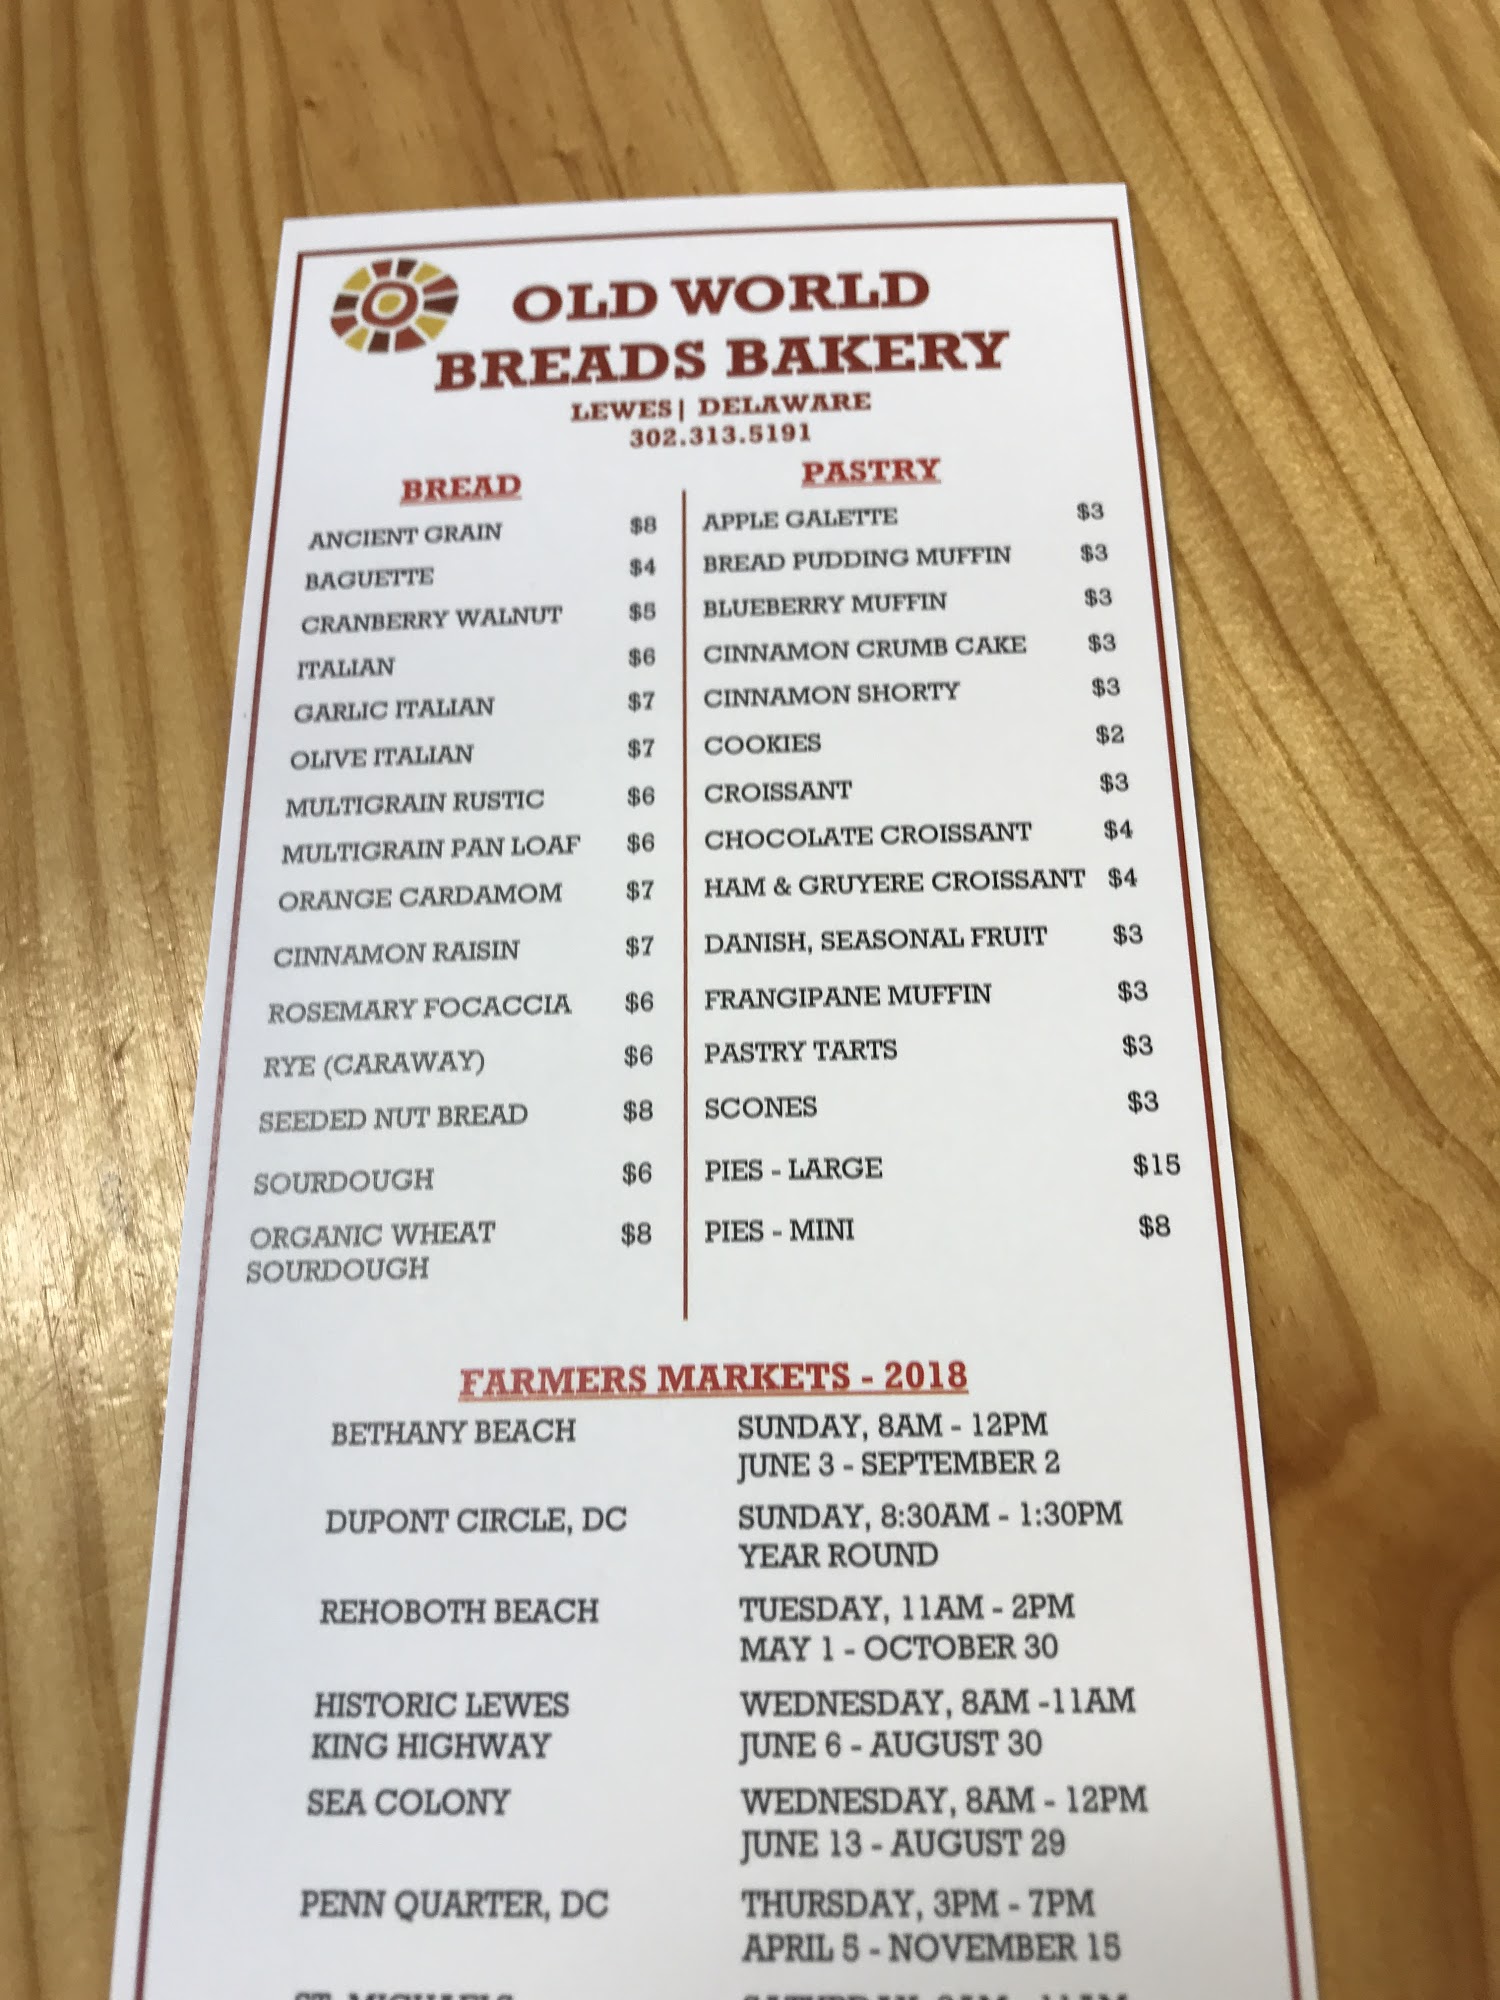 OLD WORLD
BREADS BAKERY
LEWES| DELAWARE
302.313.5191
BREAD
ANCIENT GRAIN $8
BAGUETTE $4
CRANBERRY WALNUT $5
ITALIAN $6
GARLIC ITALIAN $7
OLIVE ITALIAN $7
MULTIGRAIN RUSTIC $6
MULTIGRAIN PAN LOAF $6
ORANGE CARDAMOM $7
CINNAMON RAISIN $7
ROSEMARY FOCACCIA $6
RYE (CARAWAY) $6
SEEDED NUT BREAD $8
SOURDOUGH $6
ORGANIC WHEAT $8
SOURDOUGH
PASTRY
APPLE GALETTE $3
BREAD PUDDING MUFFIN $3
BLUEBERRY MUFFIN $3
CINNAMON CRUMB CAKE $3
CINNAMON SHORTY $3
COOKIES $2
CROISSANT $3
CHOCOLATE CROISSANT $4
HAM & GRUYERE CROISSANT $4
DANISH, SEASONAL FRUIT $3
FRANGIPANE MUFFIN $3
PASTRY TARTS $3
SCONES $3
PIES - LARGE $15
PIES - MINI $8
FARMERS MARKETS - 2018
BETHANY BEACH SUNDAY, 8AM - 12PM
JUNE 3 - SEPTEMBER 2
DUPONT CIRCLE, DC SUNDAY, 8:30AM - 1:30PM
YEAR ROUND
REHOBOTH BEACH TUESDAY, 11AM - 2PM
MAY 1 - OCTOBER 30
HISTORIC LEWES WEDNESDAY, 8AM -11AM
KING HIGHWAY JUNE 6 - AUGUST 30
SEA COLONY WEDNESDAY, 8AM - 12PM
JUNE 13 - AUGUST 29
PENN QUARTER, DC THURSDAY, 3PM - 7PM
APRIL 5 - NOVEMBER 15
ST. MICHAELS SATURDAY